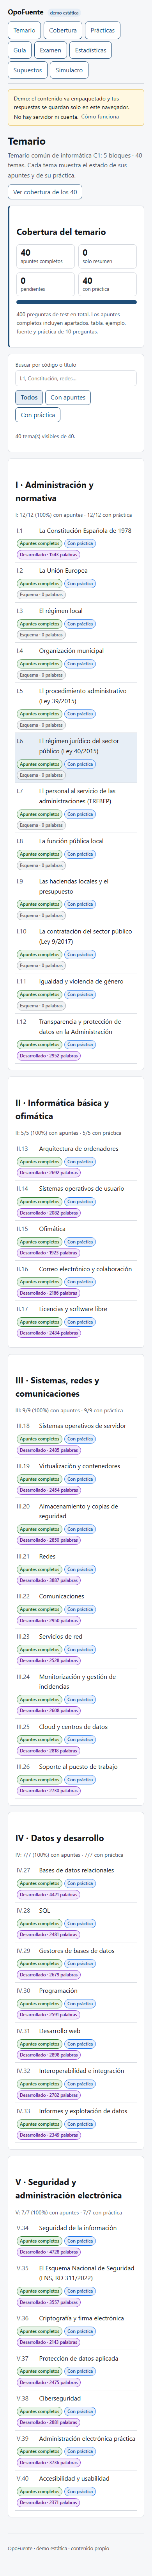 OpoFuente demo estática
Temario Cobertura Prácticas
Guía Examen Estadísticas
Supuestos Simulacro
Demo: el contenido va empaquetado y tus
respuestas se guardan solo en este navegador.
No hay servidor ni cuenta. Cómo funciona
Temario
Temario común de informática C1: 5 bloques · 40
temas. Cada tema muestra el estado de sus
apuntes y de su práctica.
Ver cobertura de los 40
Cobertura del temario
40 0
apuntes completos solo resumen
0 40
pendientes con práctica
400 preguntas de test en total. Los apuntes
completos incluyen apartados, tabla, ejemplo,
fuente y práctica de 10 preguntas.
Buscar por código o título
I.1, Constitución, redes...
Todos Con apuntes
Con práctica
40 tema(s) visibles de 40.
I · Administración y
normativa
I: 12/12 (100%) con apuntes · 12/12 con práctica
I.1 La Constitución Española de 1978
Apuntes completos Con práctica
Desarrollado · 1543 palabras
I.2 La Unión Europea
Apuntes completos Con práctica
Esquema · 0 palabras
I.3 El régimen local
Apuntes completos Con práctica
Esquema · 0 palabras
I.4 Organización municipal
Apuntes completos Con práctica
Esquema · 0 palabras
I.5 El procedimiento administrativo
(Ley 39/2015)
Apuntes completos Con práctica
Esquema · 0 palabras
I.6 El régimen jurídico del sector
público (Ley 40/2015)
Apuntes completos Con práctica
Esquema · 0 palabras
I.7 El personal al servicio de las
administraciones (TREBEP)
Apuntes completos Con práctica
Esquema · 0 palabras
I.8 La función pública local
Apuntes completos Con práctica
Esquema · 0 palabras
I.9 Las haciendas locales y el
presupuesto
Apuntes completos Con práctica
Esquema · 0 palabras
I.10 La contratación del sector público
(Ley 9/2017)
Apuntes completos Con práctica
Esquema · 0 palabras
I.11 Igualdad y violencia de género
Apuntes completos Con práctica
Esquema · 0 palabras
I.12 Transparencia y protección de
datos en la Administración
Apuntes completos Con práctica
Desarrollado · 2952 palabras
II · Informática básica y
ofimática
II: 5/5 (100%) con apuntes · 5/5 con práctica
II.13 Arquitectura de ordenadores
Apuntes completos Con práctica
Desarrollado · 2692 palabras
II.14 Sistemas operativos de usuario
Apuntes completos Con práctica
Desarrollado · 2082 palabras
II.15 Ofimática
Apuntes completos Con práctica
Desarrollado · 1923 palabras
II.16 Correo electrónico y colaboración
Apuntes completos Con práctica
Desarrollado · 2186 palabras
II.17 Licencias y software libre
Apuntes completos Con práctica
Desarrollado · 2434 palabras
III · Sistemas, redes y
comunicaciones
III: 9/9 (100%) con apuntes · 9/9 con práctica
III.18 Sistemas operativos de servidor
Apuntes completos Con práctica
Desarrollado · 2485 palabras
III.19 Virtualización y contenedores
Apuntes completos Con práctica
Desarrollado · 2454 palabras
III.20 Almacenamiento y copias de
seguridad
Apuntes completos Con práctica
Desarrollado · 2850 palabras
III.21 Redes
Apuntes completos Con práctica
Desarrollado · 3887 palabras
III.22 Comunicaciones
Apuntes completos Con práctica
Desarrollado · 2950 palabras
III.23 Servicios de red
Apuntes completos Con práctica
Desarrollado · 2528 palabras
III.24 Monitorización y gestión de
incidencias
Apuntes completos Con práctica
Desarrollado · 2608 palabras
III.25 Cloud y centros de datos
Apuntes completos Con práctica
Desarrollado · 2818 palabras
III.26 Soporte al puesto de trabajo
Apuntes completos Con práctica
Desarrollado · 2730 palabras
IV · Datos y desarrollo
IV: 7/7 (100%) con apuntes · 7/7 con práctica
IV.27 Bases de datos relacionales
Apuntes completos Con práctica
Desarrollado · 4421 palabras
IV.28 SQL
Apuntes completos Con práctica
Desarrollado · 2481 palabras
IV.29 Gestores de bases de datos
Apuntes completos Con práctica
Desarrollado · 2679 palabras
IV.30 Programación
Apuntes completos Con práctica
Desarrollado · 2591 palabras
IV.31 Desarrollo web
Apuntes completos Con práctica
Desarrollado · 2898 palabras
IV.32 Interoperabilidad e integración
Apuntes completos Con práctica
Desarrollado · 2782 palabras
IV.33 Informes y explotación de datos
Apuntes completos Con práctica
Desarrollado · 2349 palabras
V · Seguridad y
administración electrónica
V: 7/7 (100%) con apuntes · 7/7 con práctica
V.34 Seguridad de la información
Apuntes completos Con práctica
Desarrollado · 4728 palabras
V.35 El Esquema Nacional de Seguridad
(ENS, RD 311/2022)
Apuntes completos Con práctica
Desarrollado · 3557 palabras
V.36 Criptografía y firma electrónica
Apuntes completos Con práctica
Desarrollado · 2143 palabras
V.37 Protección de datos aplicada
Apuntes completos Con práctica
Desarrollado · 2475 palabras
V.38 Ciberseguridad
Apuntes completos Con práctica
Desarrollado · 2881 palabras
V.39 Administración electrónica práctica
Apuntes completos Con práctica
Desarrollado · 3736 palabras
V.40 Accesibilidad y usabilidad
Apuntes completos Con práctica
Desarrollado · 2371 palabras
OpoFuente · demo estática · contenido propio